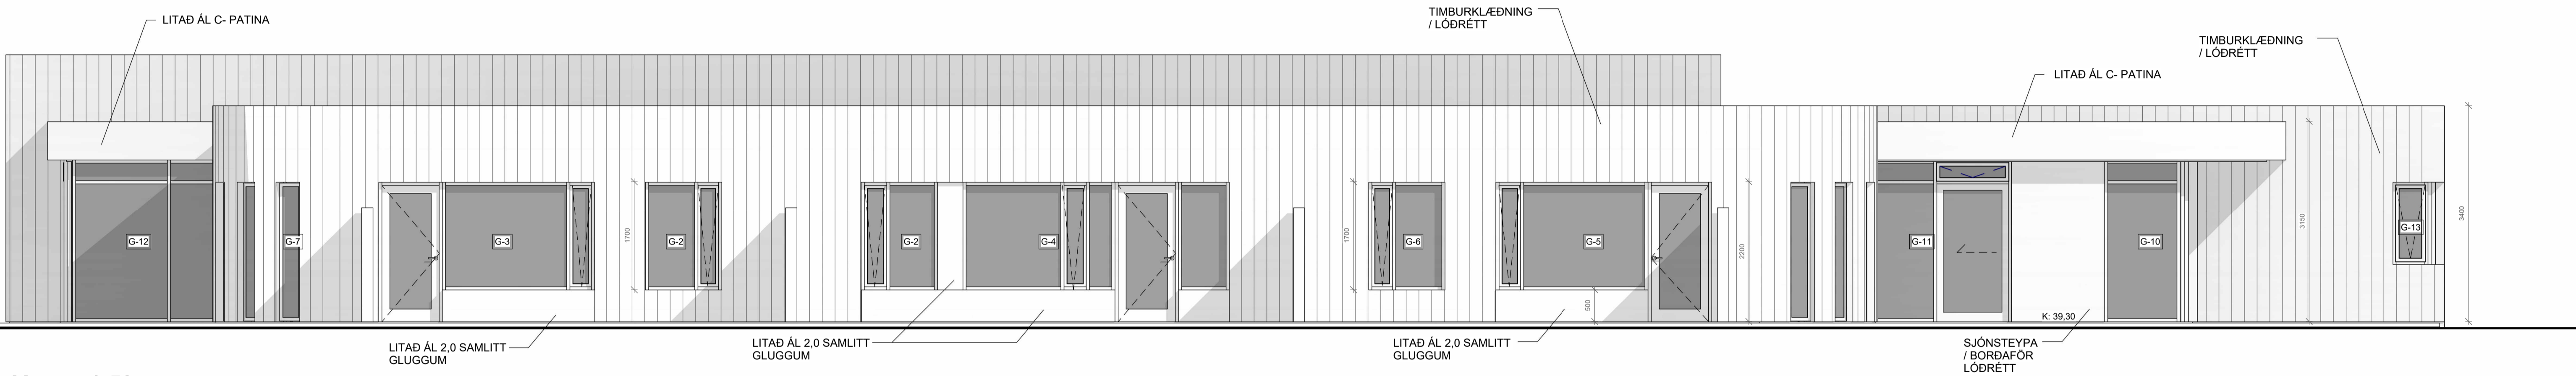 LITAÐ ÁL C- PATINA
TIMBURKLÆÐNING
/ LÓÐRÉTT
TIMBURKLÆÐNING
/ LÓÐRÉTT
LITAÐ ÁL C- PATINA
G-12
G-7
G-3
1700
G-2
G-2
G-4
1700
G-6
G-5
500
2200
G-11
G-10
3150
G-13
3400
K: 39,30
LITAÐ ÁL 2,0 SAMLITT
GLUGGUM
LITAÐ ÁL 2,0 SAMLITT
GLUGGUM
LITAÐ ÁL 2,0 SAMLITT
GLUGGUM
SJÓNSTEYPA
/ BORÐAFÖR
LÓÐRÉTT